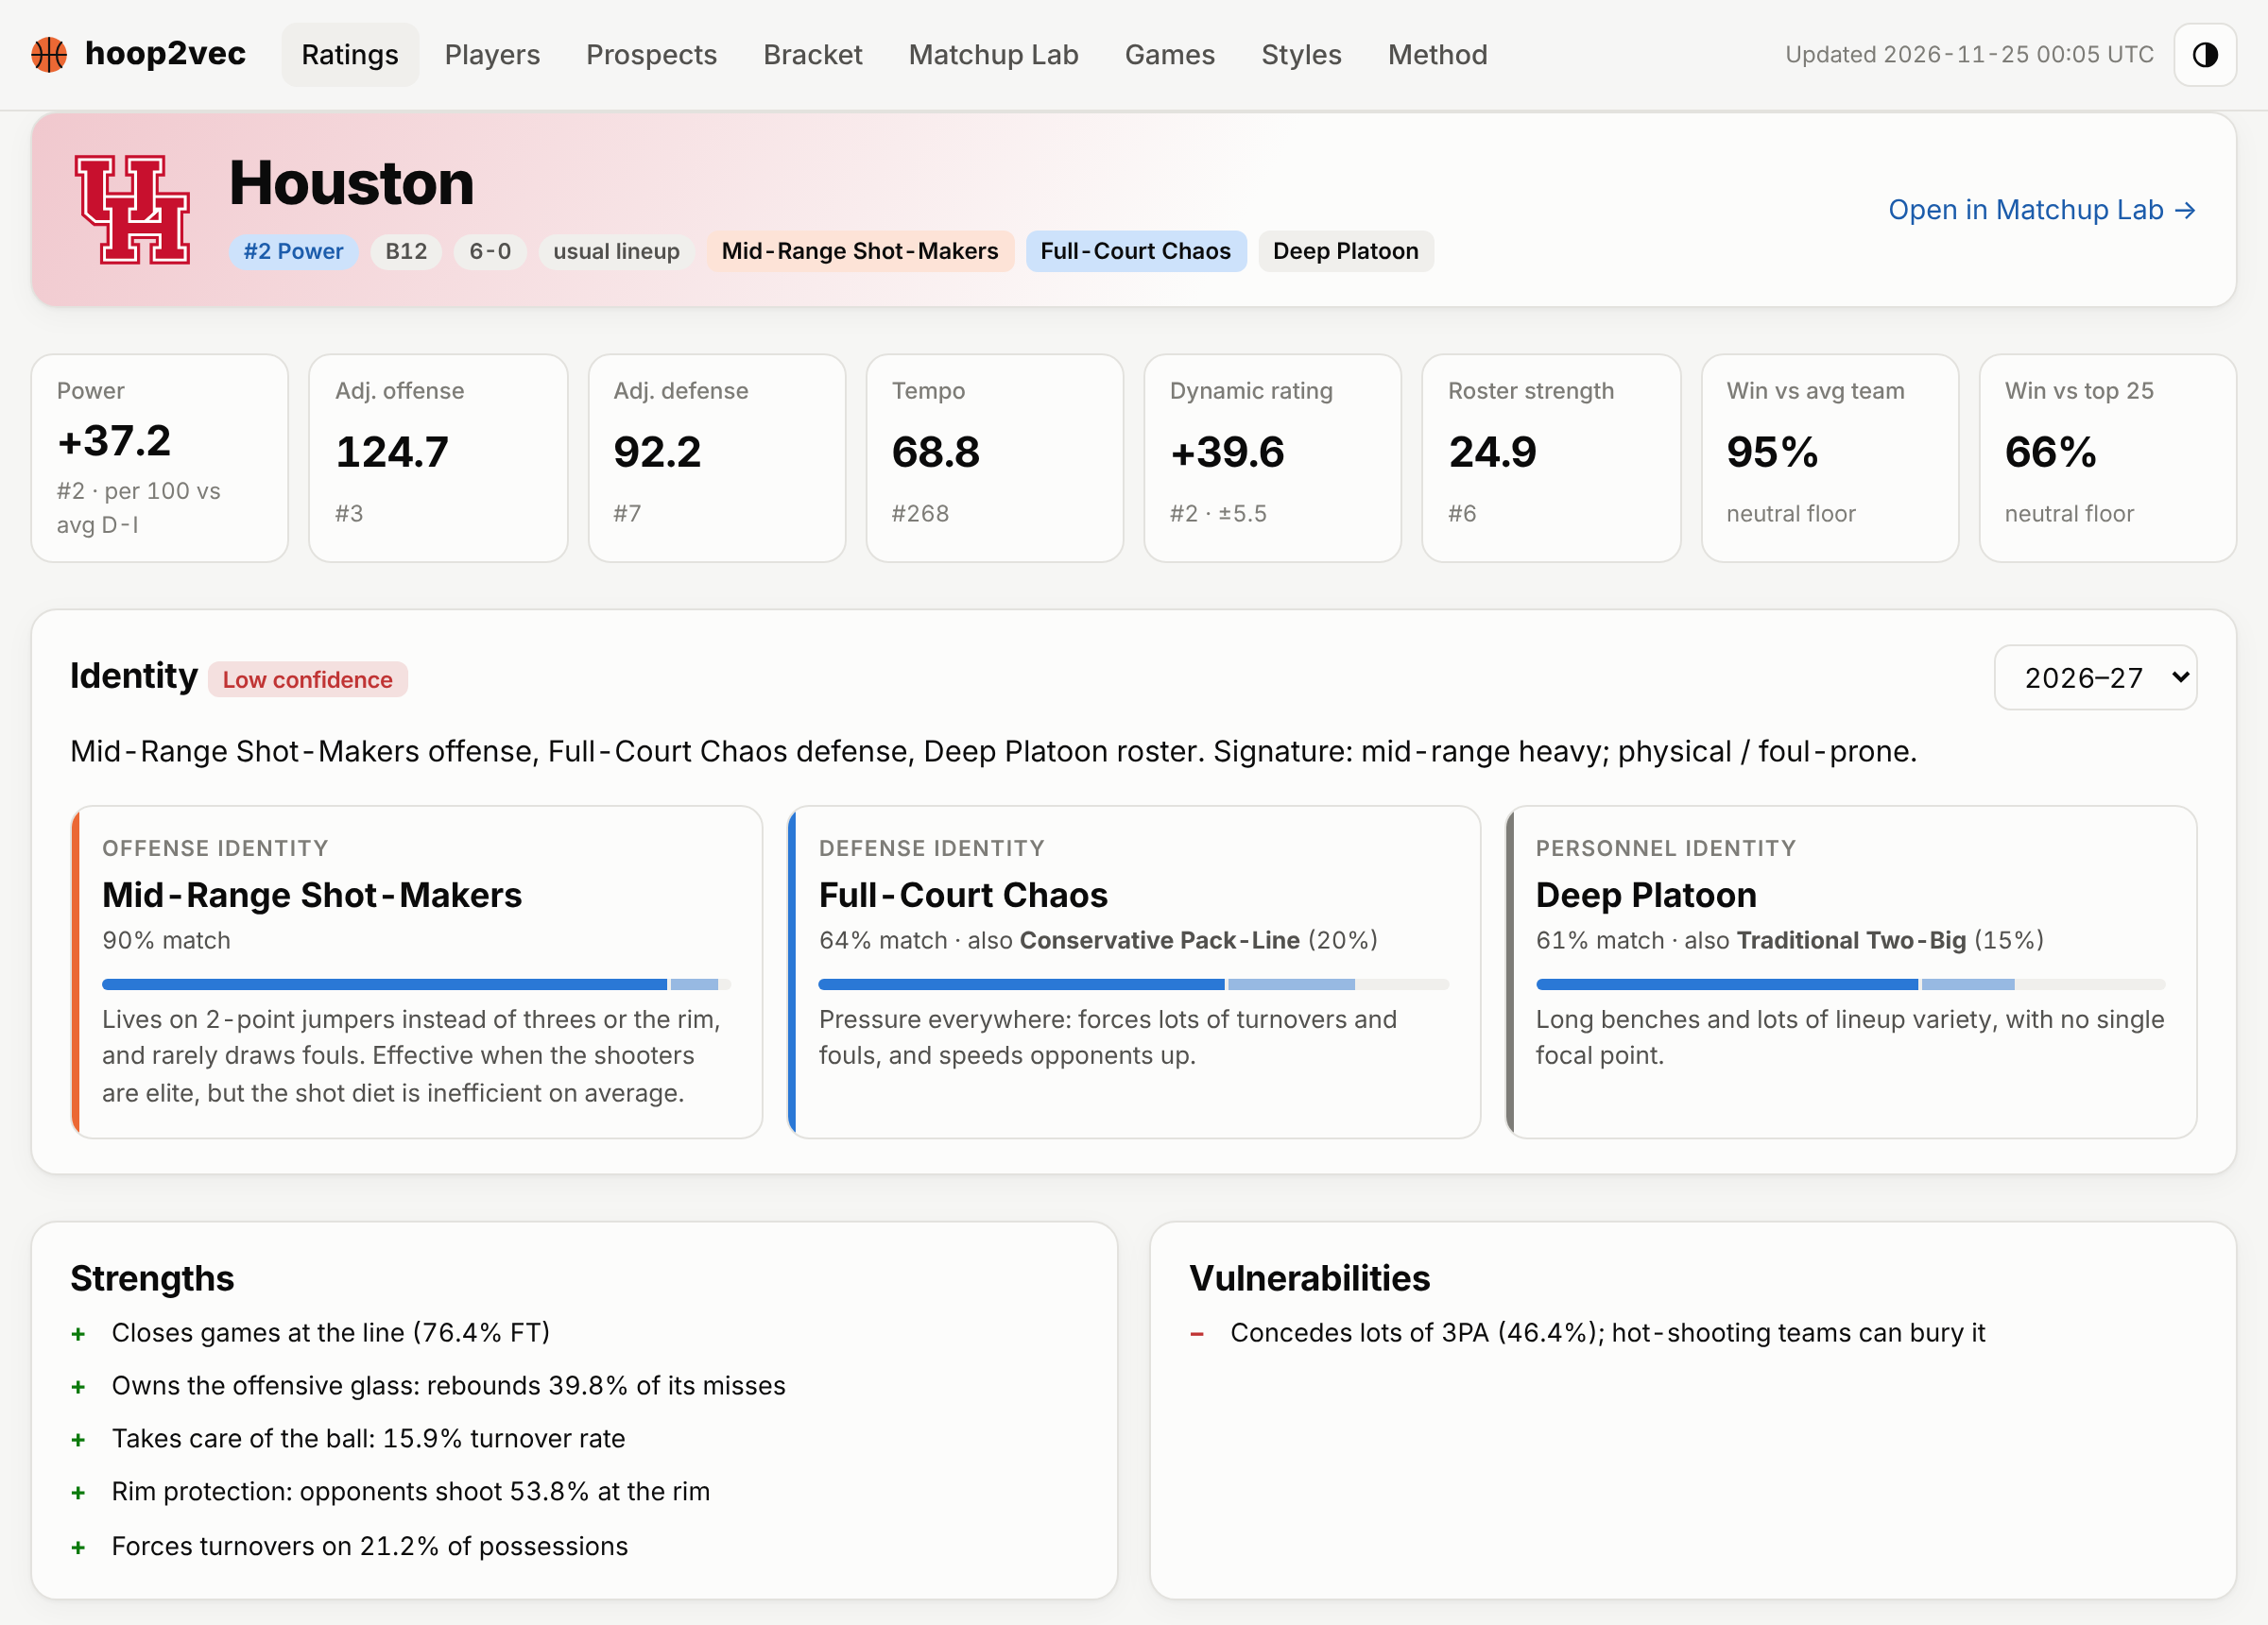 hoop2vec Ratings Players Prospects Bracket Matchup Lab Games Styles Method Updated 2026-11-25 00:05 UTC
UH
Houston
#2 Power B12 6-0 usual lineup Mid-Range Shot-Makers Full-Court Chaos Deep Platoon
Open in Matchup Lab →
Power
+37.2
#2 · per 100 vs
avg D-I
Adj. offense
124.7
#3
Adj. defense
92.2
#7
Tempo
68.8
#268
Dynamic rating
+39.6
#2 · ±5.5
Roster strength
24.9
#6
Win vs avg team
95%
neutral floor
Win vs top 25
66%
neutral floor
Identity Low confidence
2026–27
Mid-Range Shot-Makers offense, Full-Court Chaos defense, Deep Platoon roster. Signature: mid-range heavy; physical / foul-prone.
OFFENSE IDENTITY
Mid-Range Shot-Makers
90% match
Lives on 2-point jumpers instead of threes or the rim,
and rarely draws fouls. Effective when the shooters
are elite, but the shot diet is inefficient on average.
DEFENSE IDENTITY
Full-Court Chaos
64% match · also Conservative Pack-Line (20%)
Pressure everywhere: forces lots of turnovers and
fouls, and speeds opponents up.
PERSONNEL IDENTITY
Deep Platoon
61% match · also Traditional Two-Big (15%)
Long benches and lots of lineup variety, with no single
focal point.
Strengths
+ Closes games at the line (76.4% FT)
+ Owns the offensive glass: rebounds 39.8% of its misses
+ Takes care of the ball: 15.9% turnover rate
+ Rim protection: opponents shoot 53.8% at the rim
+ Forces turnovers on 21.2% of possessions
Vulnerabilities
– Concedes lots of 3PA (46.4%); hot-shooting teams can bury it